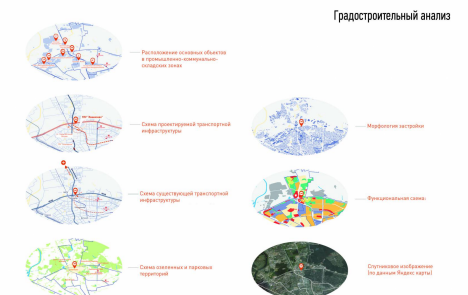 Градостроительный анализ
Расположение основных объектов
в промышленно-коммунально-
складских зонах
Схема проектируемой транспортной
инфраструктуры
Схема существующей транспортной
инфраструктуры
Схема озелененных и парковых
территорий
Морфология застройки
Функциональная схема
Спутниковое изображение
(по данным Яндекс карты)